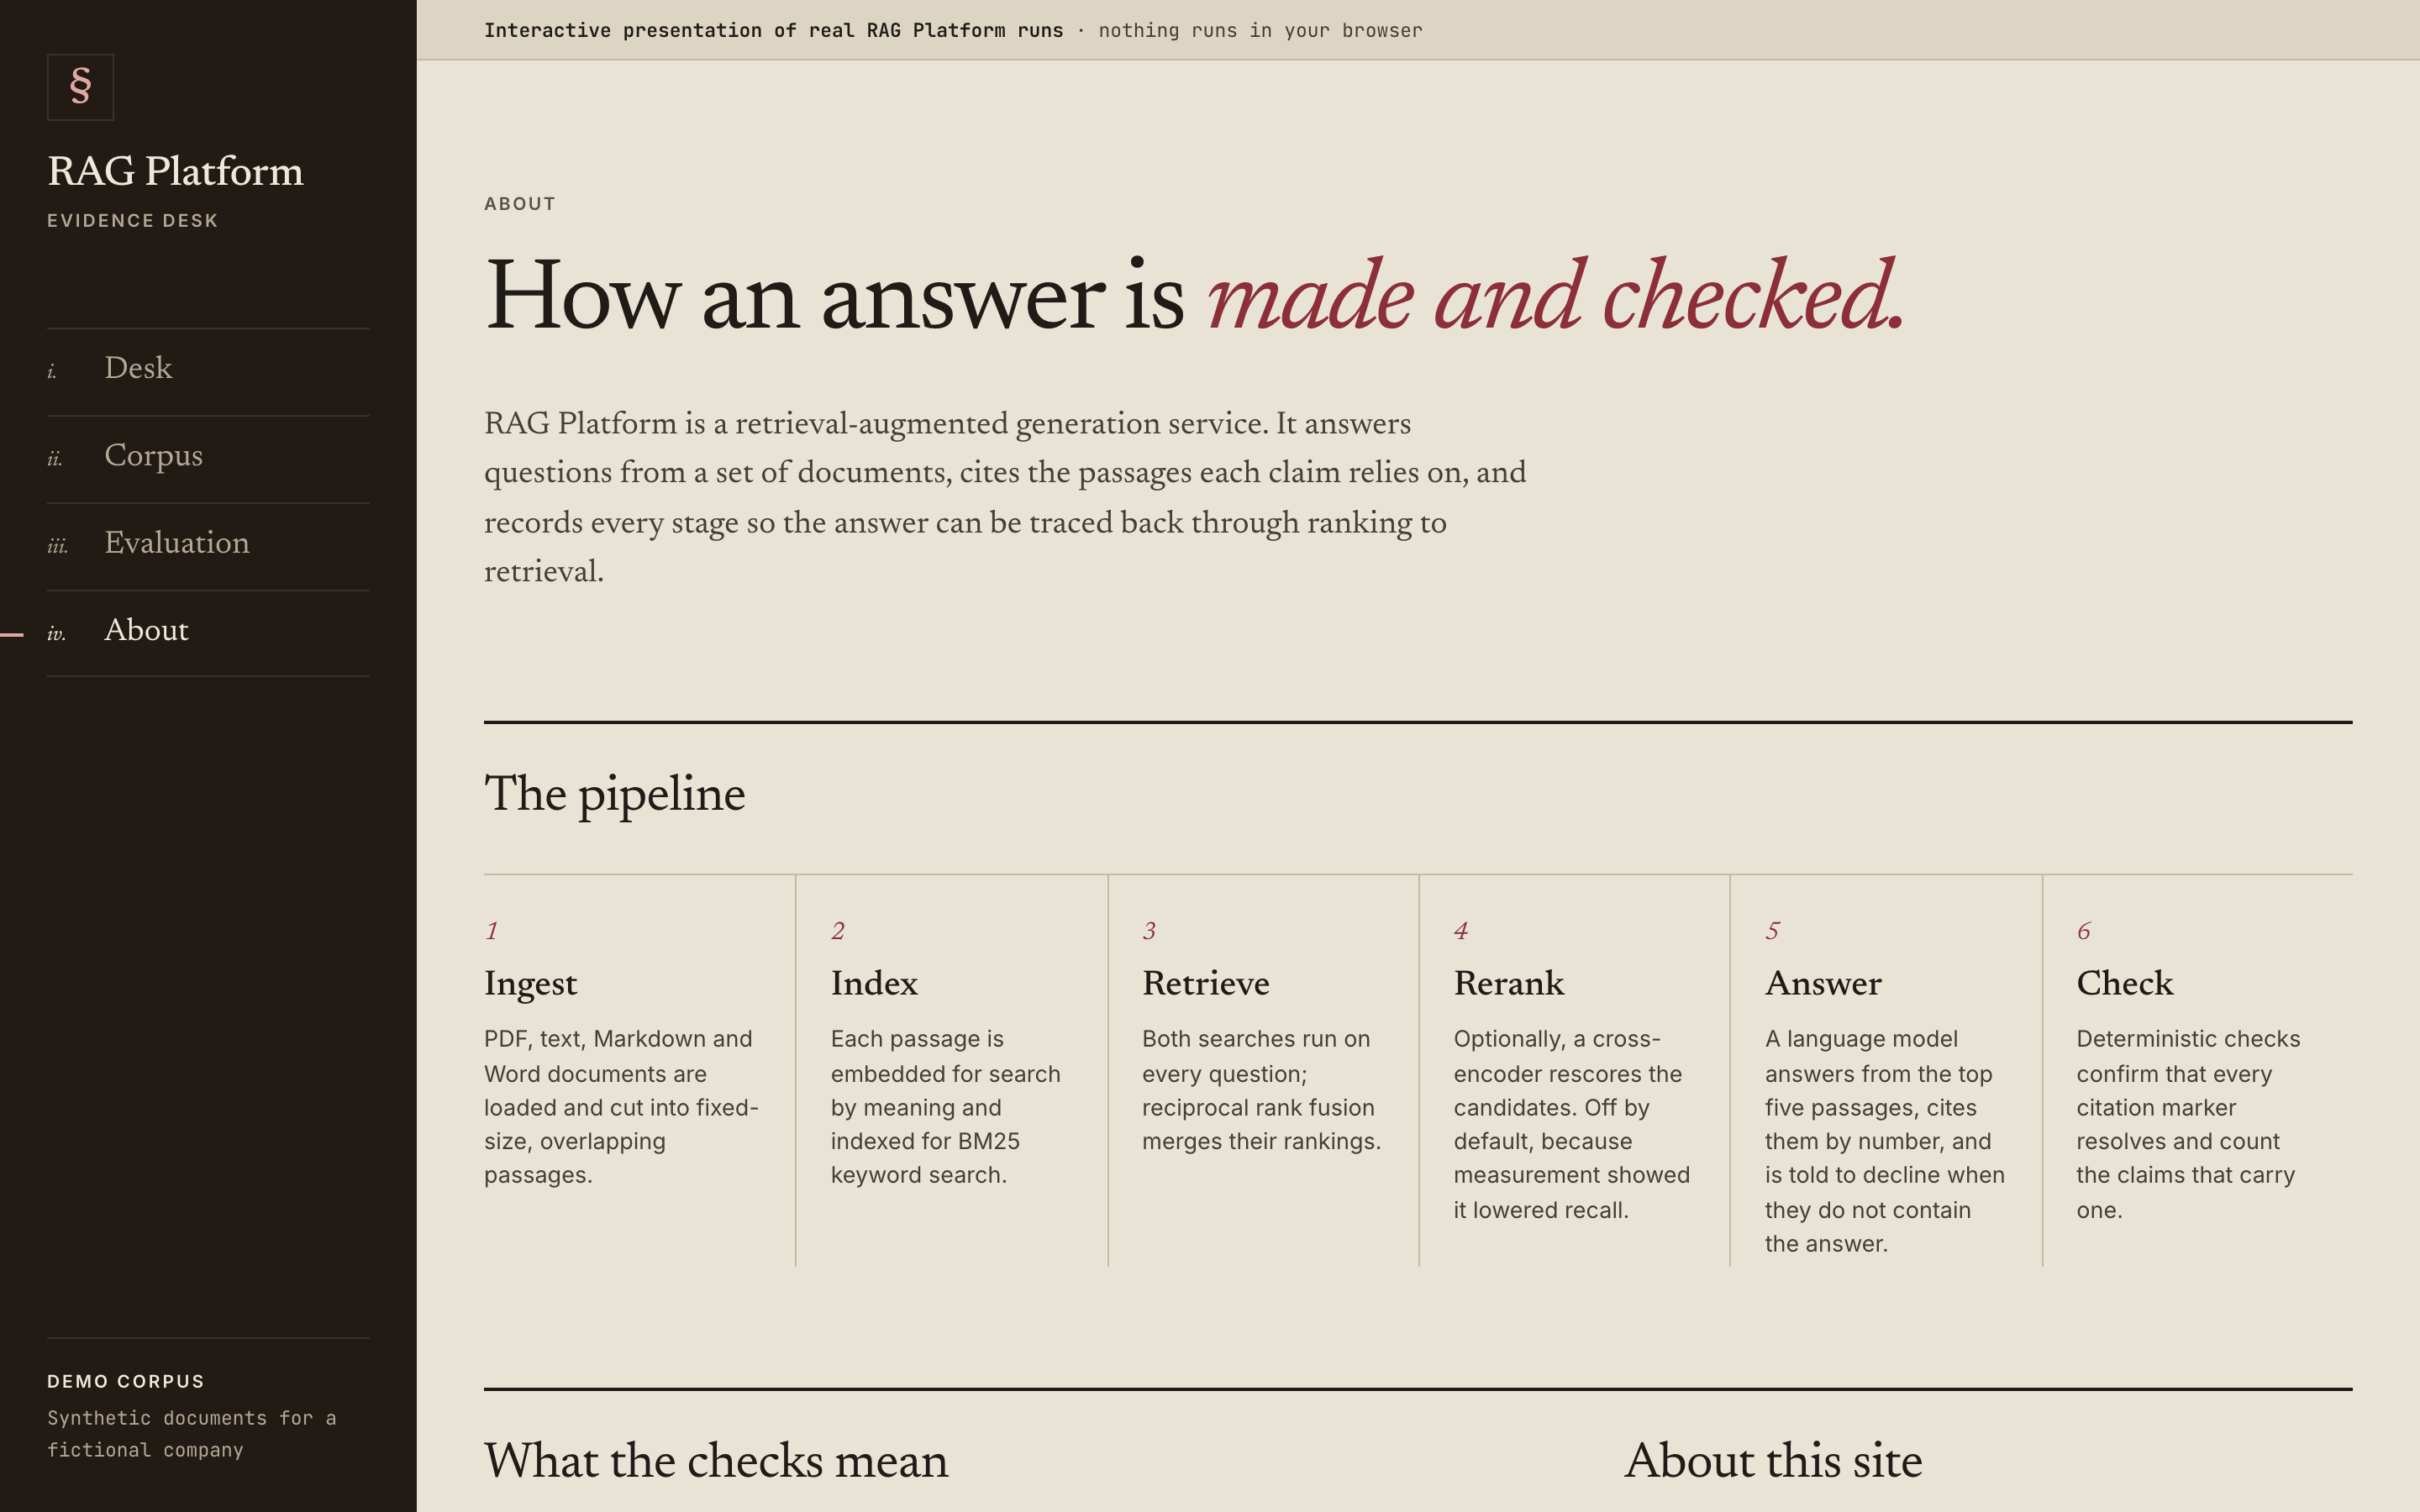 §
RAG Platform
EVIDENCE DESK
i. Desk
ii. Corpus
iii. Evaluation
iv. About
DEMO CORPUS
Synthetic documents for a
fictional company
Interactive presentation of real RAG Platform runs · nothing runs in your browser
ABOUT
How an answer is made and checked.
RAG Platform is a retrieval-augmented generation service. It answers
questions from a set of documents, cites the passages each claim relies on, and
records every stage so the answer can be traced back through ranking to
retrieval.
The pipeline
1
Ingest
PDF, text, Markdown and
Word documents are
loaded and cut into fixed-
size, overlapping
passages.
2
Index
Each passage is
embedded for search
by meaning and
indexed for BM25
keyword search.
3
Retrieve
Both searches run on
every question;
reciprocal rank fusion
merges their rankings.
4
Rerank
Optionally, a cross-
encoder rescores the
candidates. Off by
default, because
measurement showed
it lowered recall.
5
Answer
A language model
answers from the top
five passages, cites
them by number, and
is told to decline when
they do not contain
the answer.
6
Check
Deterministic checks
confirm that every
citation marker
resolves and count
the claims that carry
one.
What the checks mean
About this site